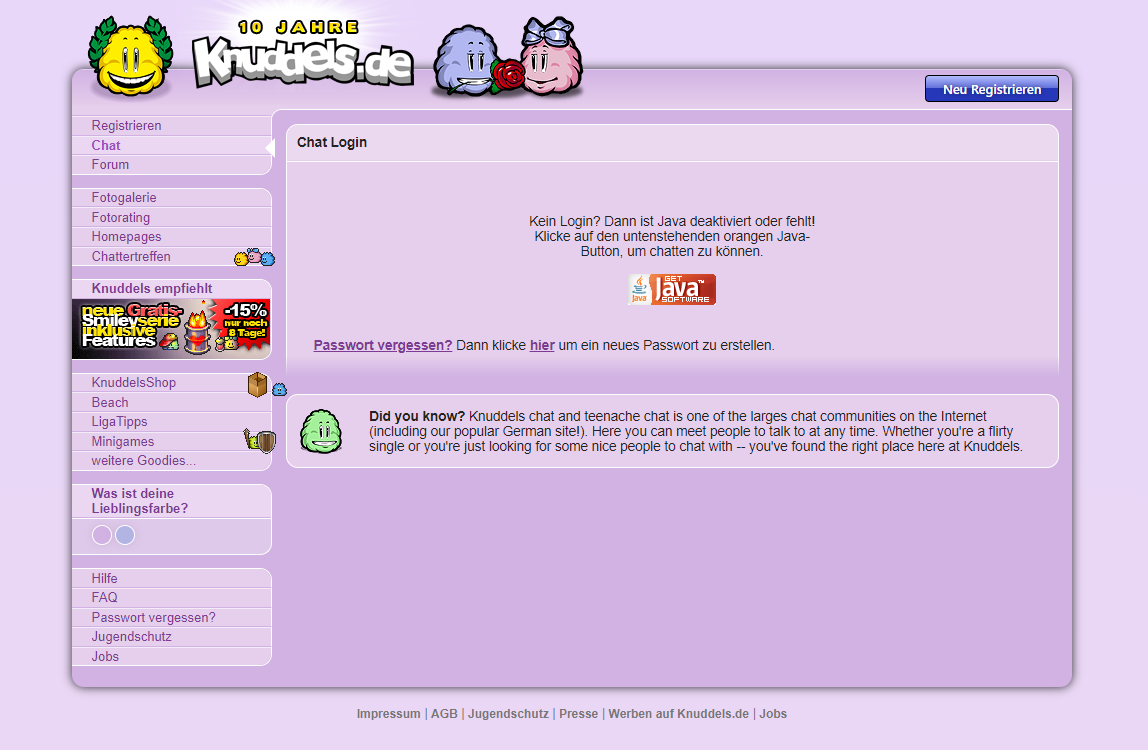 10 JAHRE
Knuddels.de
Neu Registrieren
Registrieren
Chat
Forum
Fotogalerie
Fotorating
Homepages
Chattertreffen
Knuddels empfiehlt
neue Gratis-
Smileyserie
inklusive
Features
-15%
nur noch
8 Tage!
KnuddelsShop
Beach
LigaTipps
Minigames
weitere Goodies...
Was ist deine
Lieblingsfarbe?
Hilfe
FAQ
Passwort vergessen?
Jugendschutz
Jobs
Chat Login
Kein Login? Dann ist Java deaktiviert oder fehlt!
Klicke auf den untenstehenden orangen Java-
Button, um chatten zu können.
Java
GET
Java™
SOFTWARE
Passwort vergessen? Dann klicke hier um ein neues Passwort zu erstellen.
Did you know? Knuddels chat and teenache chat is one of the larges chat communities on the Internet
(including our popular German site!). Here you can meet people to talk to at any time. Whether you're a flirty
single or you're just looking for some nice people to chat with -- you've found the right place here at Knuddels.
Impressum | AGB | Jugendschutz | Presse | Werben auf Knuddels.de | Jobs